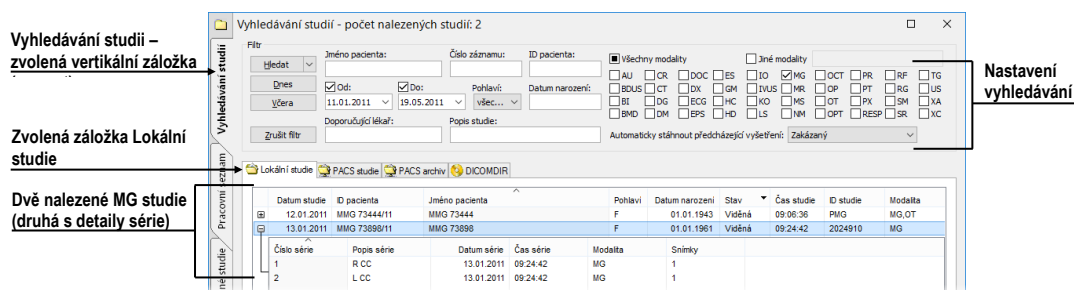 Vyhledávání studií - počet nalezených studií: 2
Vyhledávání studii –
zvolená vertikální záložka
Zvolená záložka Lokální
studie
Dvě nalezené MG studie
(druhá s detaily série)
Nastavení
vyhledávání
Vyhledávání studií
Pracovní seznam
né studie
Filtr
Hledat
Dnes
Včera
Zrušit filtr
Jméno pacienta: Číslo záznamu: ID pacienta:
Od: Do: Pohlaví: Datum narození:
11.01.2011 19.05.2011 všec...
Doporučující lékař: Popis studie:
Všechny modality Jiné modality
AU CR DOC ES IO MG OCT PR RF TG
BDUS CT DX GM IVUS MR OP PT RG US
BI DG ECG HC KO MS OT PX SM XA
BMD DM EPS HD LS NM OPT RESP SR XC
Automaticky stáhnout předcházející vyšetření: Zakázaný
Lokální studie PACS studie PACS archiv DICOMDIR
Datum studie ID pacienta Jméno pacienta Pohlaví Datum narození Stav Čas studie ID studie Modalita
12.01.2011 MMG 73444/11 MMG 73444 F 01.01.1943 Viděná 09:06:36 PMG MG,OT
13.01.2011 MMG 73898/11 MMG 73898 F 01.01.1961 Viděná 09:24:42 2024910 MG
Číslo série Popis série Datum série Čas série Modalita Snímky
1 R CC 13.01.2011 09:24:42 MG 1
2 L CC 13.01.2011 09:24:42 MG 1